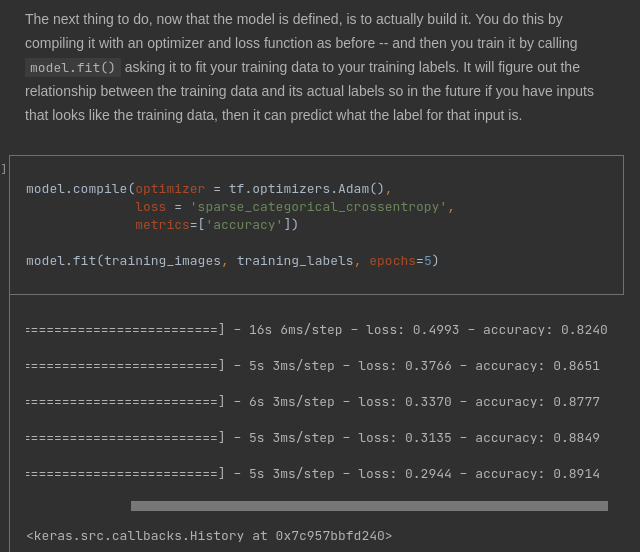 The next thing to do, now that the model is defined, is to actually build it. You do this by
compiling it with an optimizer and loss function as before -- and then you train it by calling
model.fit() asking it to fit your training data to your training labels. It will figure out the
relationship between the training data and its actual labels so in the future if you have inputs
that looks like the training data, then it can predict what the label for that input is.
]
model.compile(optimizer = tf.optimizers.Adam(),
              loss = 'sparse_categorical_crossentropy',
              metrics=['accuracy'])
model.fit(training_images, training_labels, epochs=5)
=========================] - 16s 6ms/step - loss: 0.4993 - accuracy: 0.8240
=========================] - 5s 3ms/step - loss: 0.3766 - accuracy: 0.8651
=========================] - 6s 3ms/step - loss: 0.3370 - accuracy: 0.8777
=========================] - 5s 3ms/step - loss: 0.3135 - accuracy: 0.8849
=========================] - 5s 3ms/step - loss: 0.2944 - accuracy: 0.8914
<keras.src.callbacks.History at 0x7c957bbfd240>